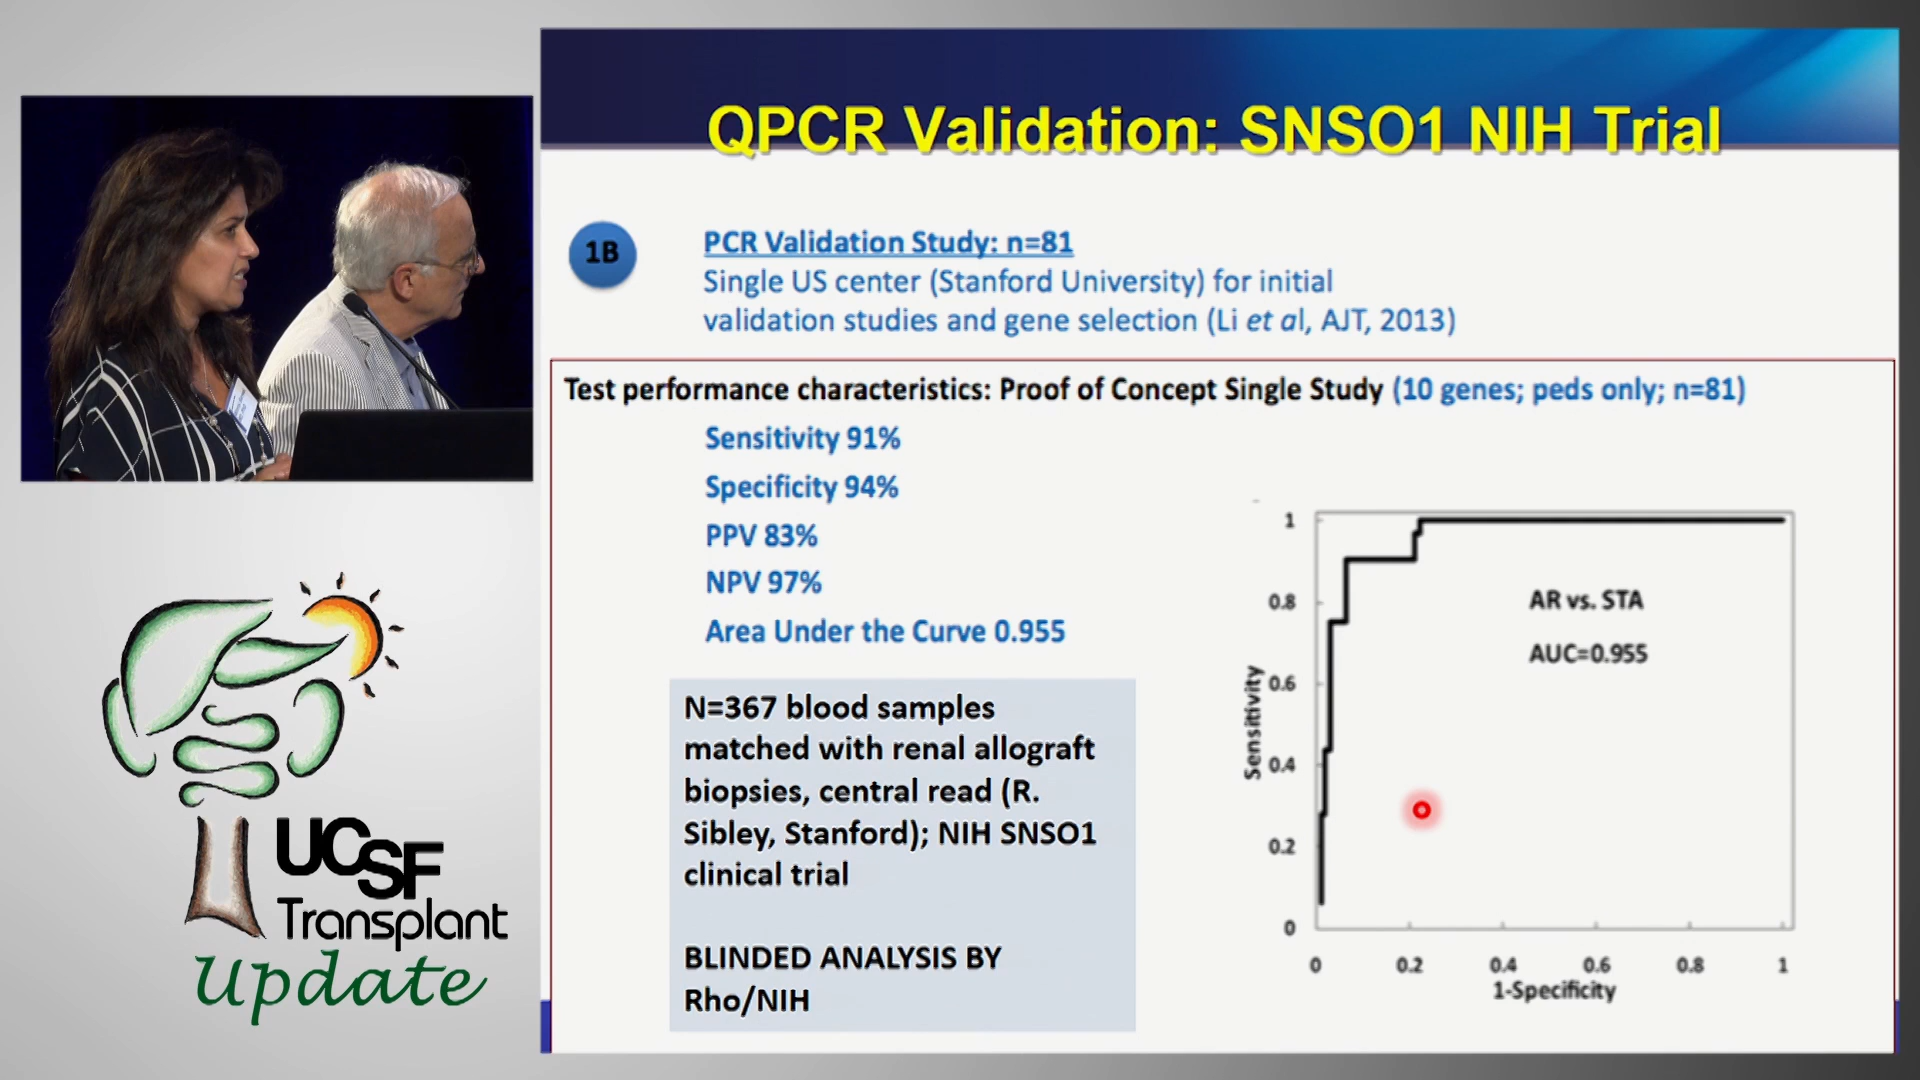 QPCR Validation: SNSO1 NIH Trial
1B
PCR Validation Study: n=81
Single US center (Stanford University) for initial
validation studies and gene selection (Li et al, AJT, 2013)
Test performance characteristics: Proof of Concept Single Study (10 genes; peds only; n=81)
Sensitivity 91%
Specificity 94%
PPV 83%
NPV 97%
Area Under the Curve 0.955
N=367 blood samples
matched with renal allograft
biopsies, central read (R.
Sibley, Stanford); NIH SNSO1
clinical trial
BLINDED ANALYSIS BY
Rho/NIH
1
0.8
0.6
0.4
0.2
0
Sensitivity
AR vs. STA
AUC=0.955
0 0.2 0.4 0.6 0.8 1
1-Specificity
UCSF
Transplant
Update